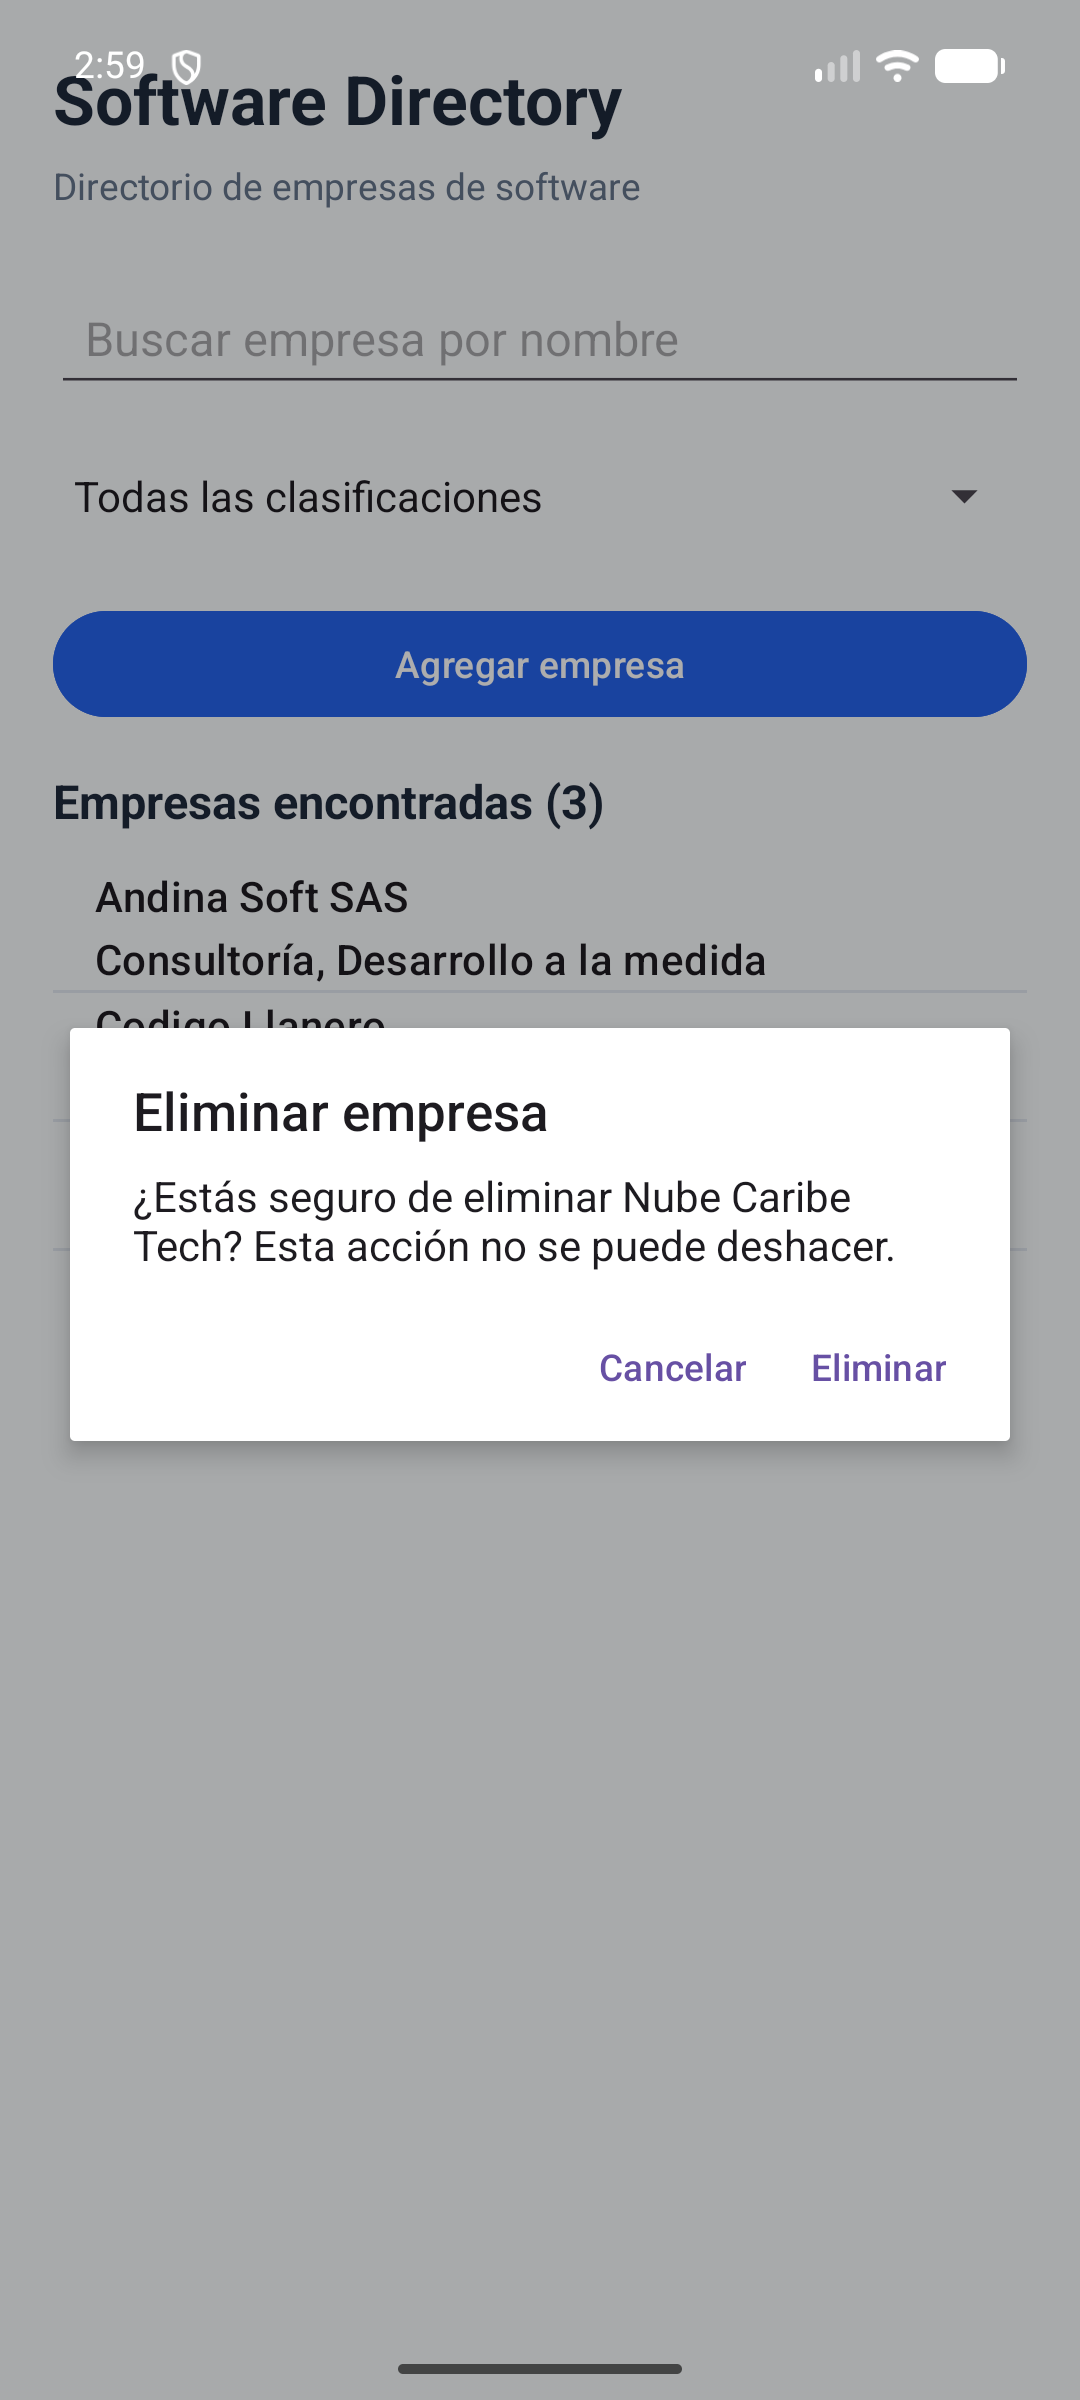 2:59
Software Directory
Directorio de empresas de software
Buscar empresa por nombre
Todas las clasificaciones
Agregar empresa
Empresas encontradas (3)
Andina Soft SAS
Consultoría, Desarrollo a la medida
Codigo Llanero
Eliminar empresa
¿Estás seguro de eliminar Nube Caribe
Tech? Esta acción no se puede deshacer.
Cancelar
Eliminar